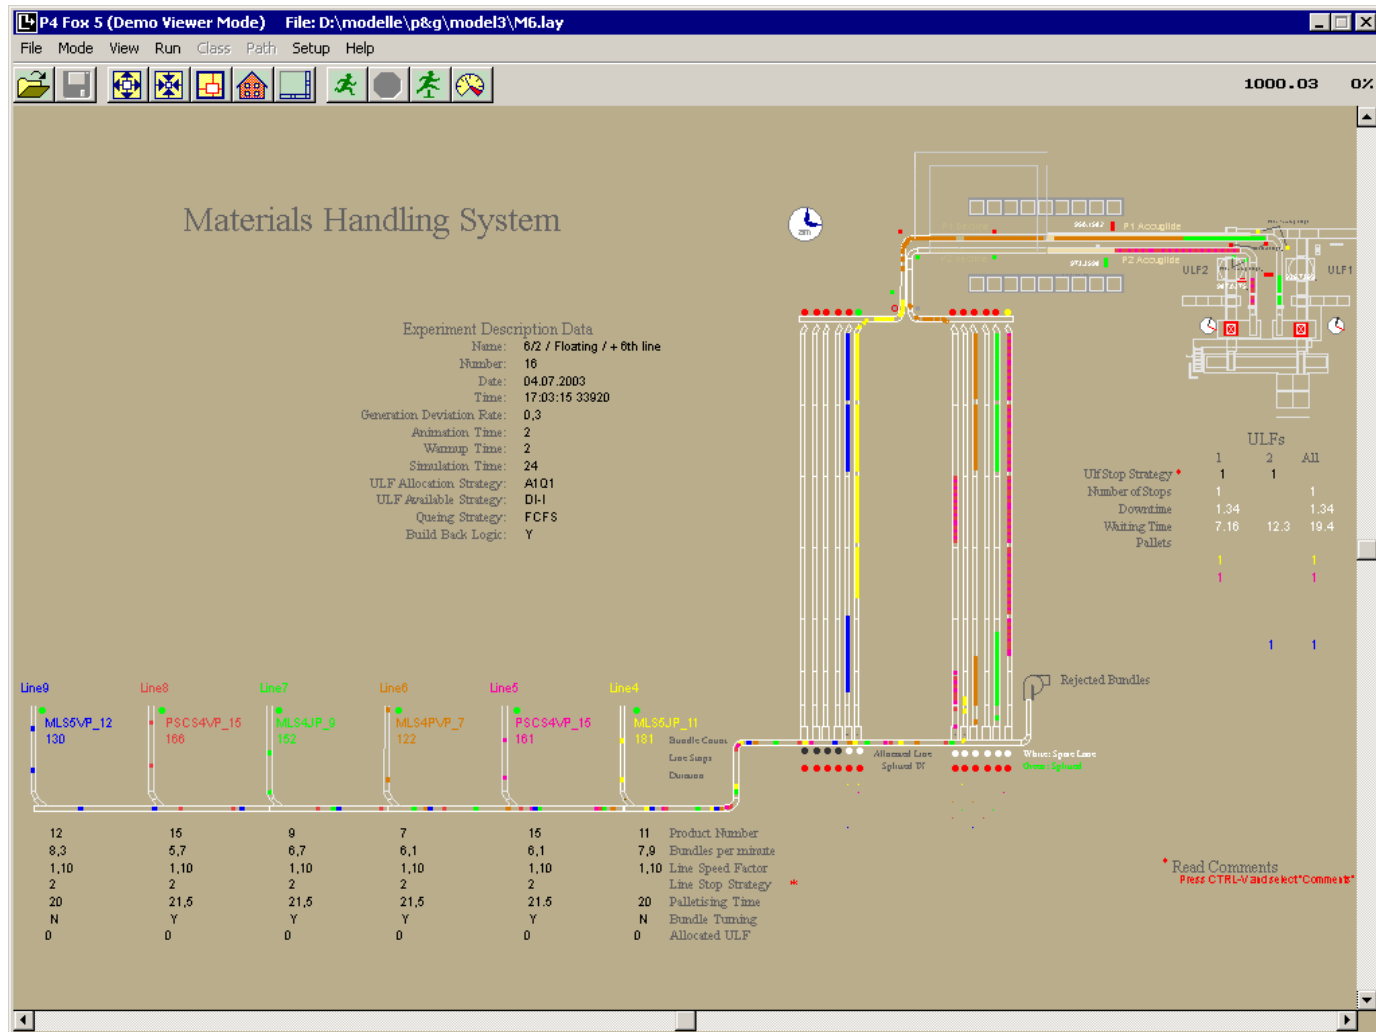 P4 Fox 5 (Demo Viewer Mode) File: D:\modelle\p&g\model3\M6.lay
File Mode View Run Class Path Setup Help
1000.03 0%
Materials Handling System
P1 Accuglide
P2 Accuglide
ULF2
ULF1
Experiment Description Data
Name: 6/2 / Floating / + 6th line
Number: 16
Date: 04.07.2003
Time: 17:03:15 33920
Generation Deviation Rate: 0,3
Animation Time: 2
Warmup Time: 2
Simulation Time: 24
ULF Allocation Strategy: A1Q1
ULF Available Strategy: DI-I
Queing Strategy: FCFS
Build Back Logic: Y
ULFs
1 2 All
Ulf Stop Strategy * 1 1
Number of Stops 1 1
Downtime 1.34 1.34
Waiting Time 7.16 12.3 19.4
Pallets
1 1
1 1
1 1
Rejected Bundles
Line9 Line8 Line7 Line6 Line5 Line4
MLS5VP_12 PSCS4VP_15 MLS4JP_9 MLS4PVP_7 PSCS4VP_15 MLS5JP_11
130 166 152 122 161 181 Bundle Count
Line Stops
Duration
Allocated Line White: Spare Lane
Spleed TX Green: Spleed
12 15 9 7 15 11 Product Number
8,3 5,7 6,7 6,1 6,1 7,9 Bundles per minute
1,10 1,10 1,10 1,10 1,10 1,10 Line Speed Factor
2 2 2 2 2 Line Stop Strategy *
20 21,5 21,5 21,5 21.5 20 Palletising Time
N Y Y Y Y N Bundle Turning
0 0 0 0 0 0 Allocated ULF
* Read Comments
Press CTRL-V and select "Comments"